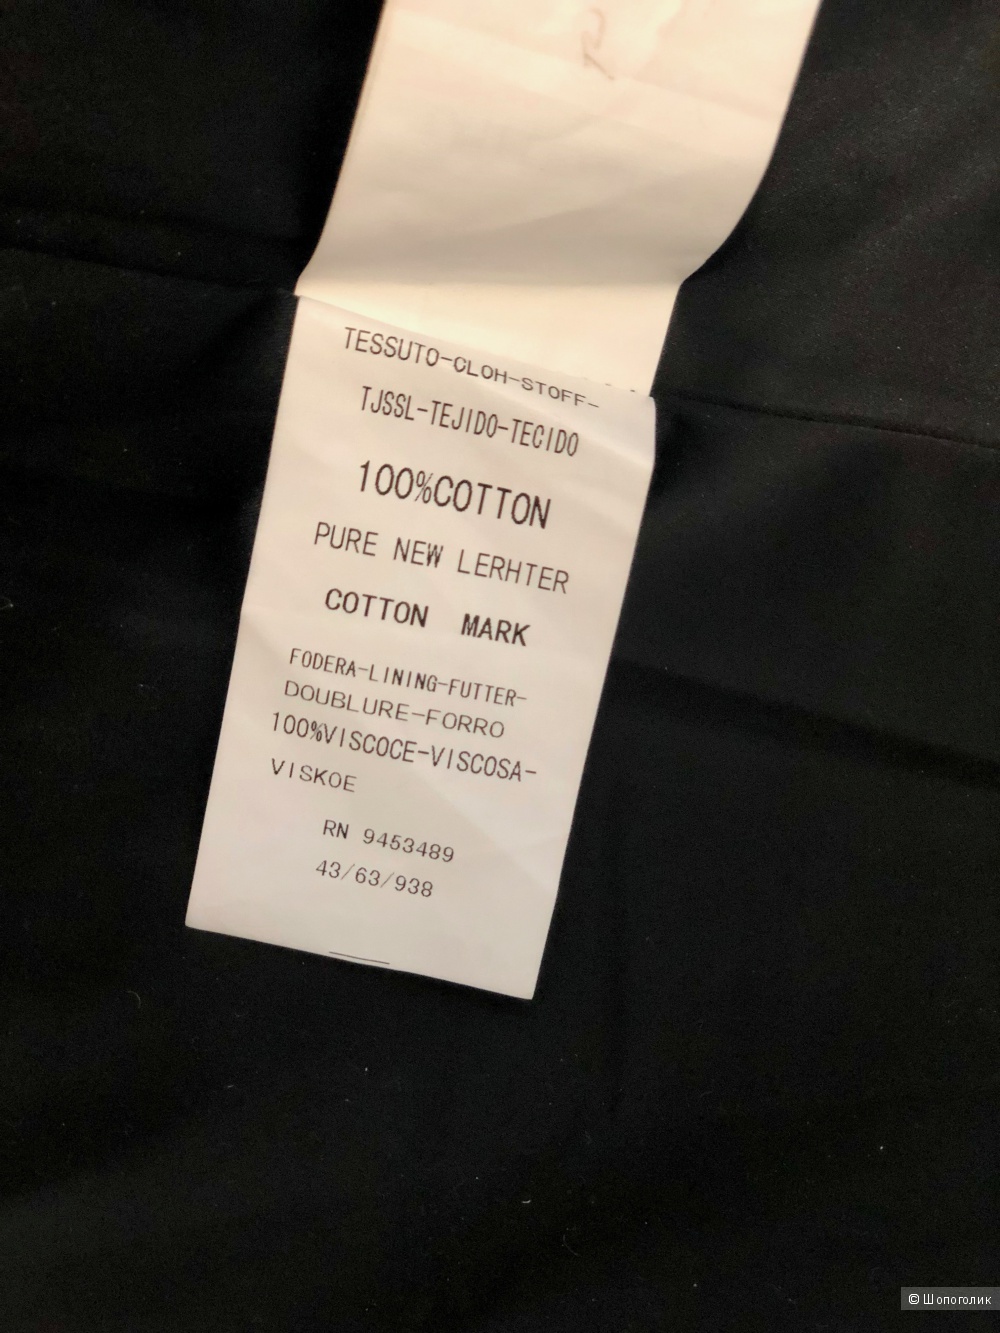 TESSUTO-CLOH-STOFF-
TJSSL-TEJIDO-TECIDO
100%COTTON
PURE NEW LERHTER
COTTON MARK
FODERA-LINING-FUTTER-
DOUBLURE-FORRO
100%VISCOCE-VISCOSA-
VISKOE
RN 9453489
43/63/938
© Шопоголик